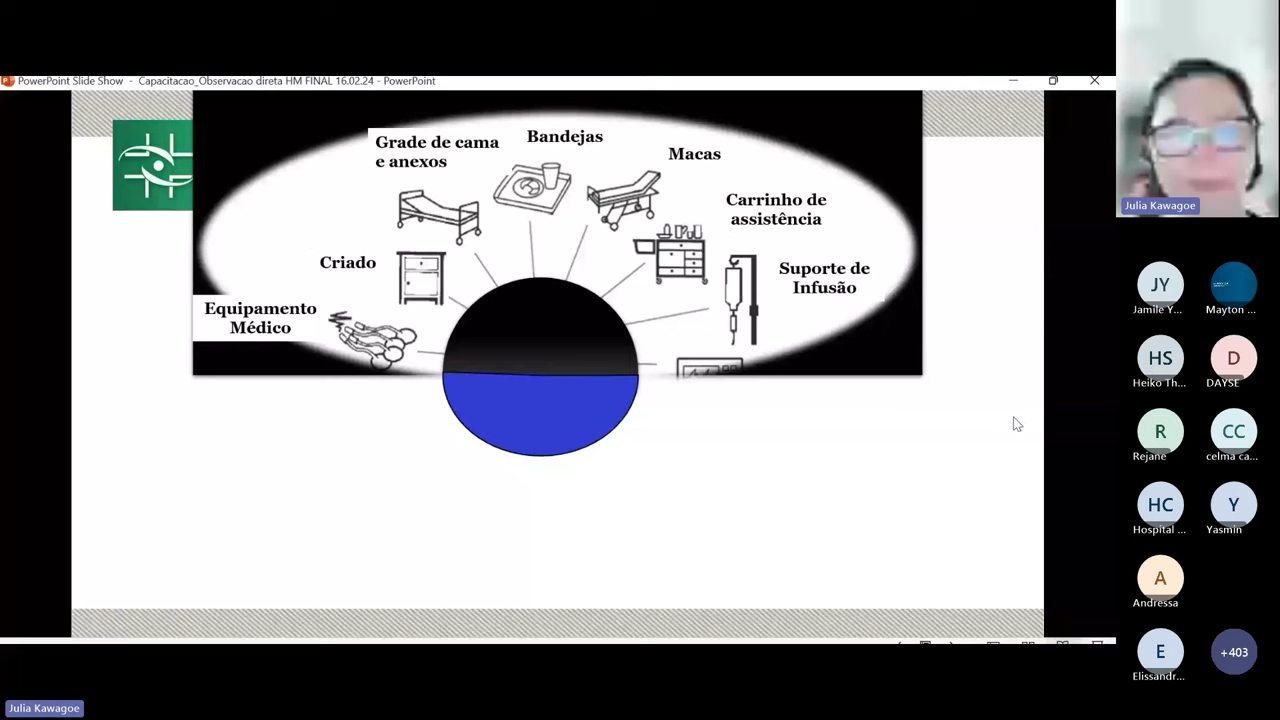 PowerPoint Slide Show - Capacitacao_Observacao direta HM FINAL 16.02.24 - PowerPoint
Grade de cama
e anexos
Bandejas
Macas
Carrinho de
assistência
Criado
Suporte de
Infusão
Equipamento
Médico
Julia Kawagoe
JY
Jamile Y...
Mayton ...
HS
Heiko Th...
D
DAYSE
R
Rejane
CC
celma ca...
HC
Hospital ...
Y
Yasmin
A
Andressa
E
Elissandr...
+403
Julia Kawagoe